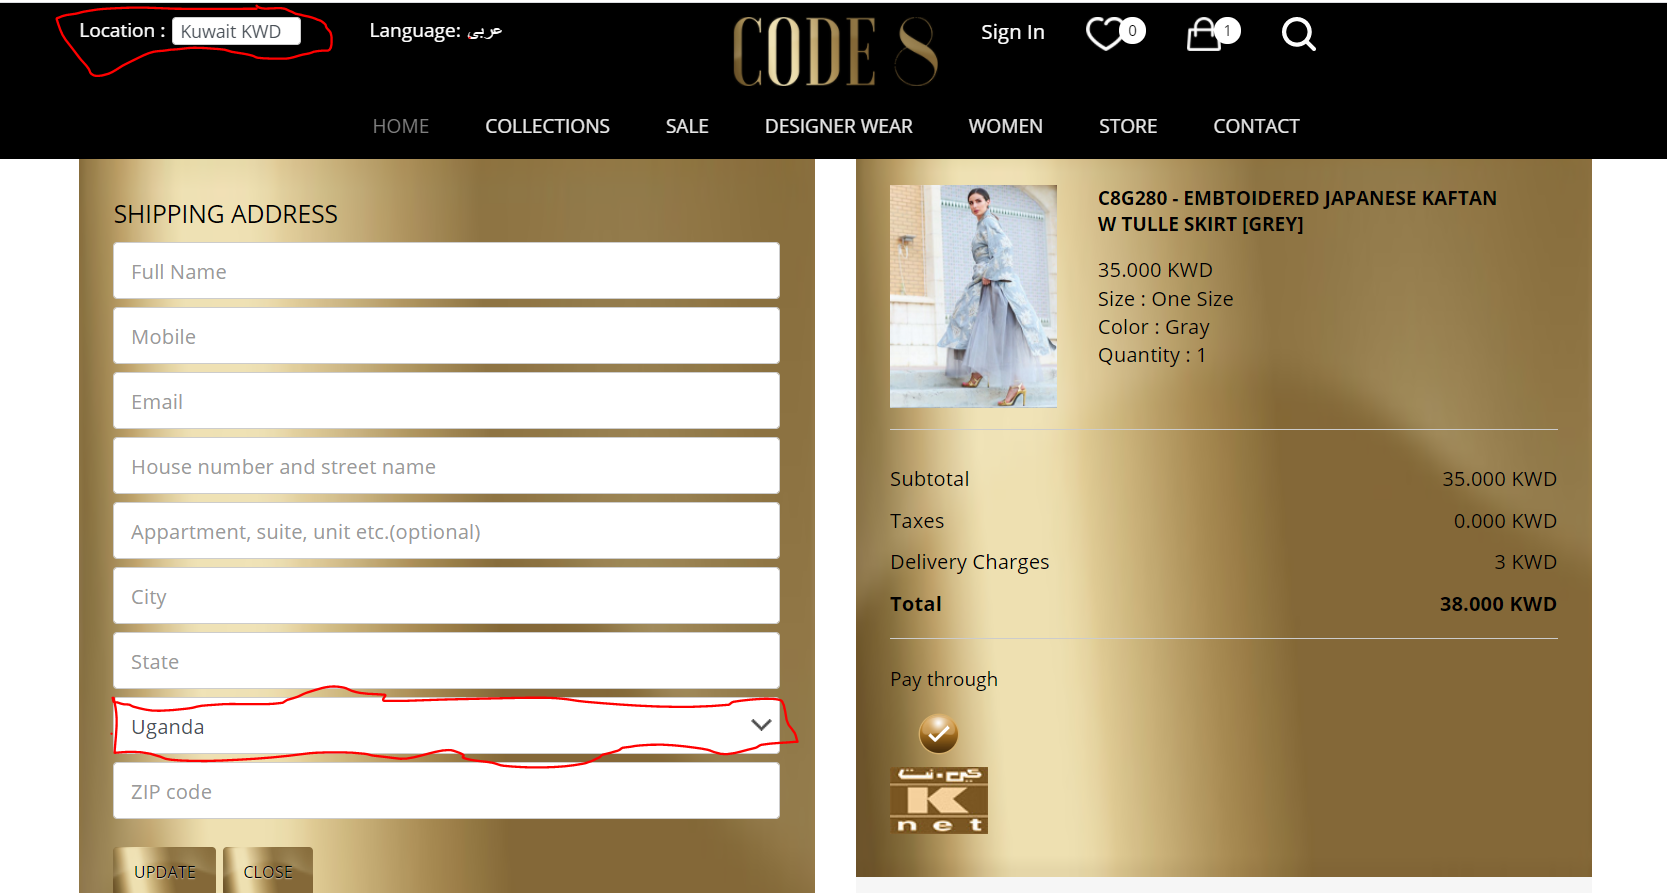 Location : Kuwait KWD
Language: عربى
CODE 8
Sign In
0
1
HOME
COLLECTIONS
SALE
DESIGNER WEAR
WOMEN
STORE
CONTACT
SHIPPING ADDRESS
Full Name
Mobile
Email
House number and street name
Appartment, suite, unit etc.(optional)
City
State
Uganda
ZIP code
UPDATE
CLOSE
C8G280 - EMBTOIDERED JAPANESE KAFTAN
W TULLE SKIRT [GREY]
35.000 KWD
Size : One Size
Color : Gray
Quantity : 1
Subtotal 35.000 KWD
Taxes 0.000 KWD
Delivery Charges 3 KWD
Total 38.000 KWD
Pay through
كي-نت
K
net